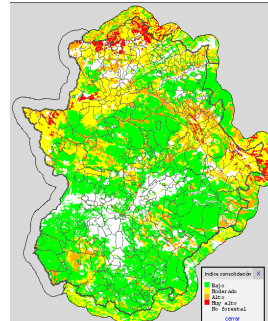 Indice consolidación X
Bajo
Moderado
Alto
Muy alto
No forestal
cerrar